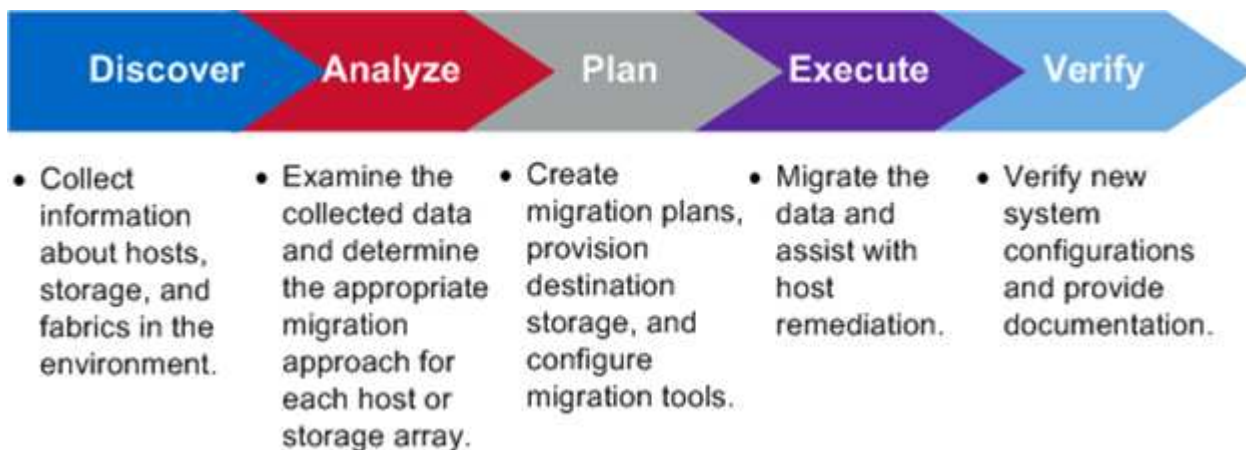 Discover
Analyze
Plan
Execute
Verify
• Collect
information
about hosts,
storage, and
fabrics in the
environment.
• Examine the
collected data
and determine
the appropriate
migration
approach for
each host or
storage array.
• Create
migration plans,
provision
destination
storage, and
configure
migration tools.
• Migrate the
data and
assist with
host
remediation.
• Verify new
system
configurations
and provide
documentation.